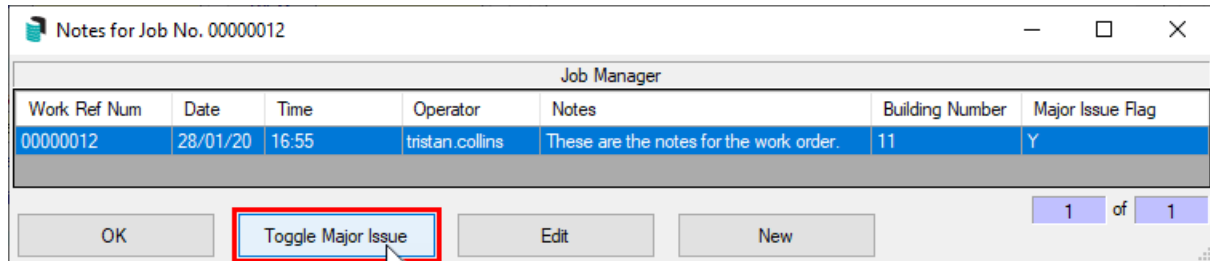 Notes for Job No. 00000012
Job Manager
Work Ref Num Date Time Operator Notes Building Number Major Issue Flag
00000012 28/01/20 16:55 tristan.collins These are the notes for the work order. 11 Y
1 of 1
OK Toggle Major Issue Edit New